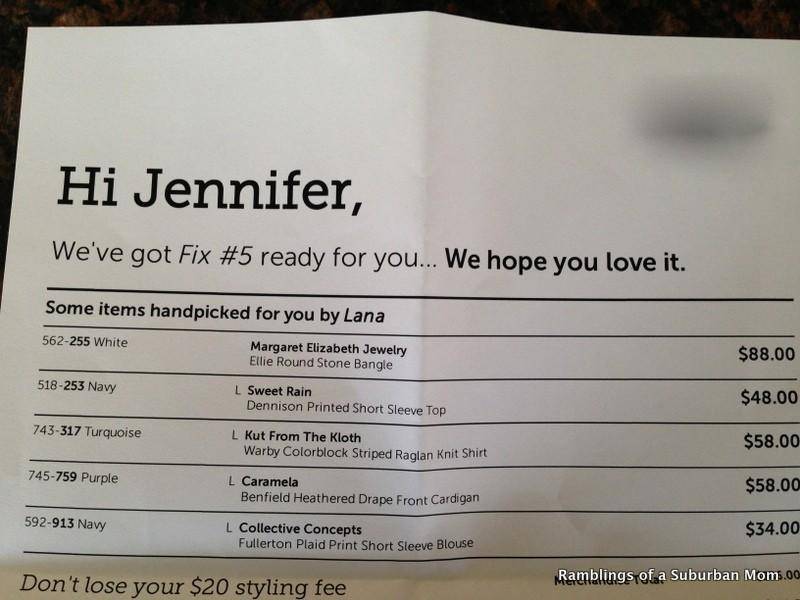 Hi Jennifer,
We've got Fix #5 ready for you... We hope you love it.
Some items handpicked for you by Lana
562-255 White Margaret Elizabeth Jewelry $88.00
Ellie Round Stone Bangle
518-253 Navy L Sweet Rain $48.00
Dennison Printed Short Sleeve Top
743-317 Turquoise L Kut From The Kloth $58.00
Warby Colorblock Striped Raglan Knit Shirt
745-759 Purple L Caramela $58.00
Benfield Heathered Drape Front Cardigan
592-913 Navy L Collective Concepts $34.00
Fullerton Plaid Print Short Sleeve Blouse
Don't lose your $20 styling fee
Merchandise Total
Ramblings of a Suburban Mom